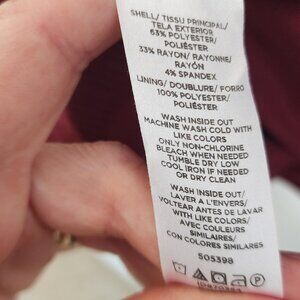 SHELL/ TISSU PRINCIPAL/
TELA EXTERIOR
63% POLYESTER/
POLIÉSTER
33% RAYON/ RAYONNE/
RAYÓN
4% SPANDEX
LINING/ DOUBLURE/ FORRO
100% POLYESTER/
POLIÉSTER
WASH INSIDE OUT
MACHINE WASH COLD WITH
LIKE COLORS
ONLY NON-CHLORINE
BLEACH WHEN NEEDED
TUMBLE DRY LOW
COOL IRON IF NEEDED
OR DRY CLEAN
WASH INSIDE OUT/
LAVER A L'ENVERS/
VOLTEAR ANTES DE LAVAR
WITH LIKE COLORS/
AVEC COULEURS
SIMILAIRES/
CON COLORES SIMILARES
505398